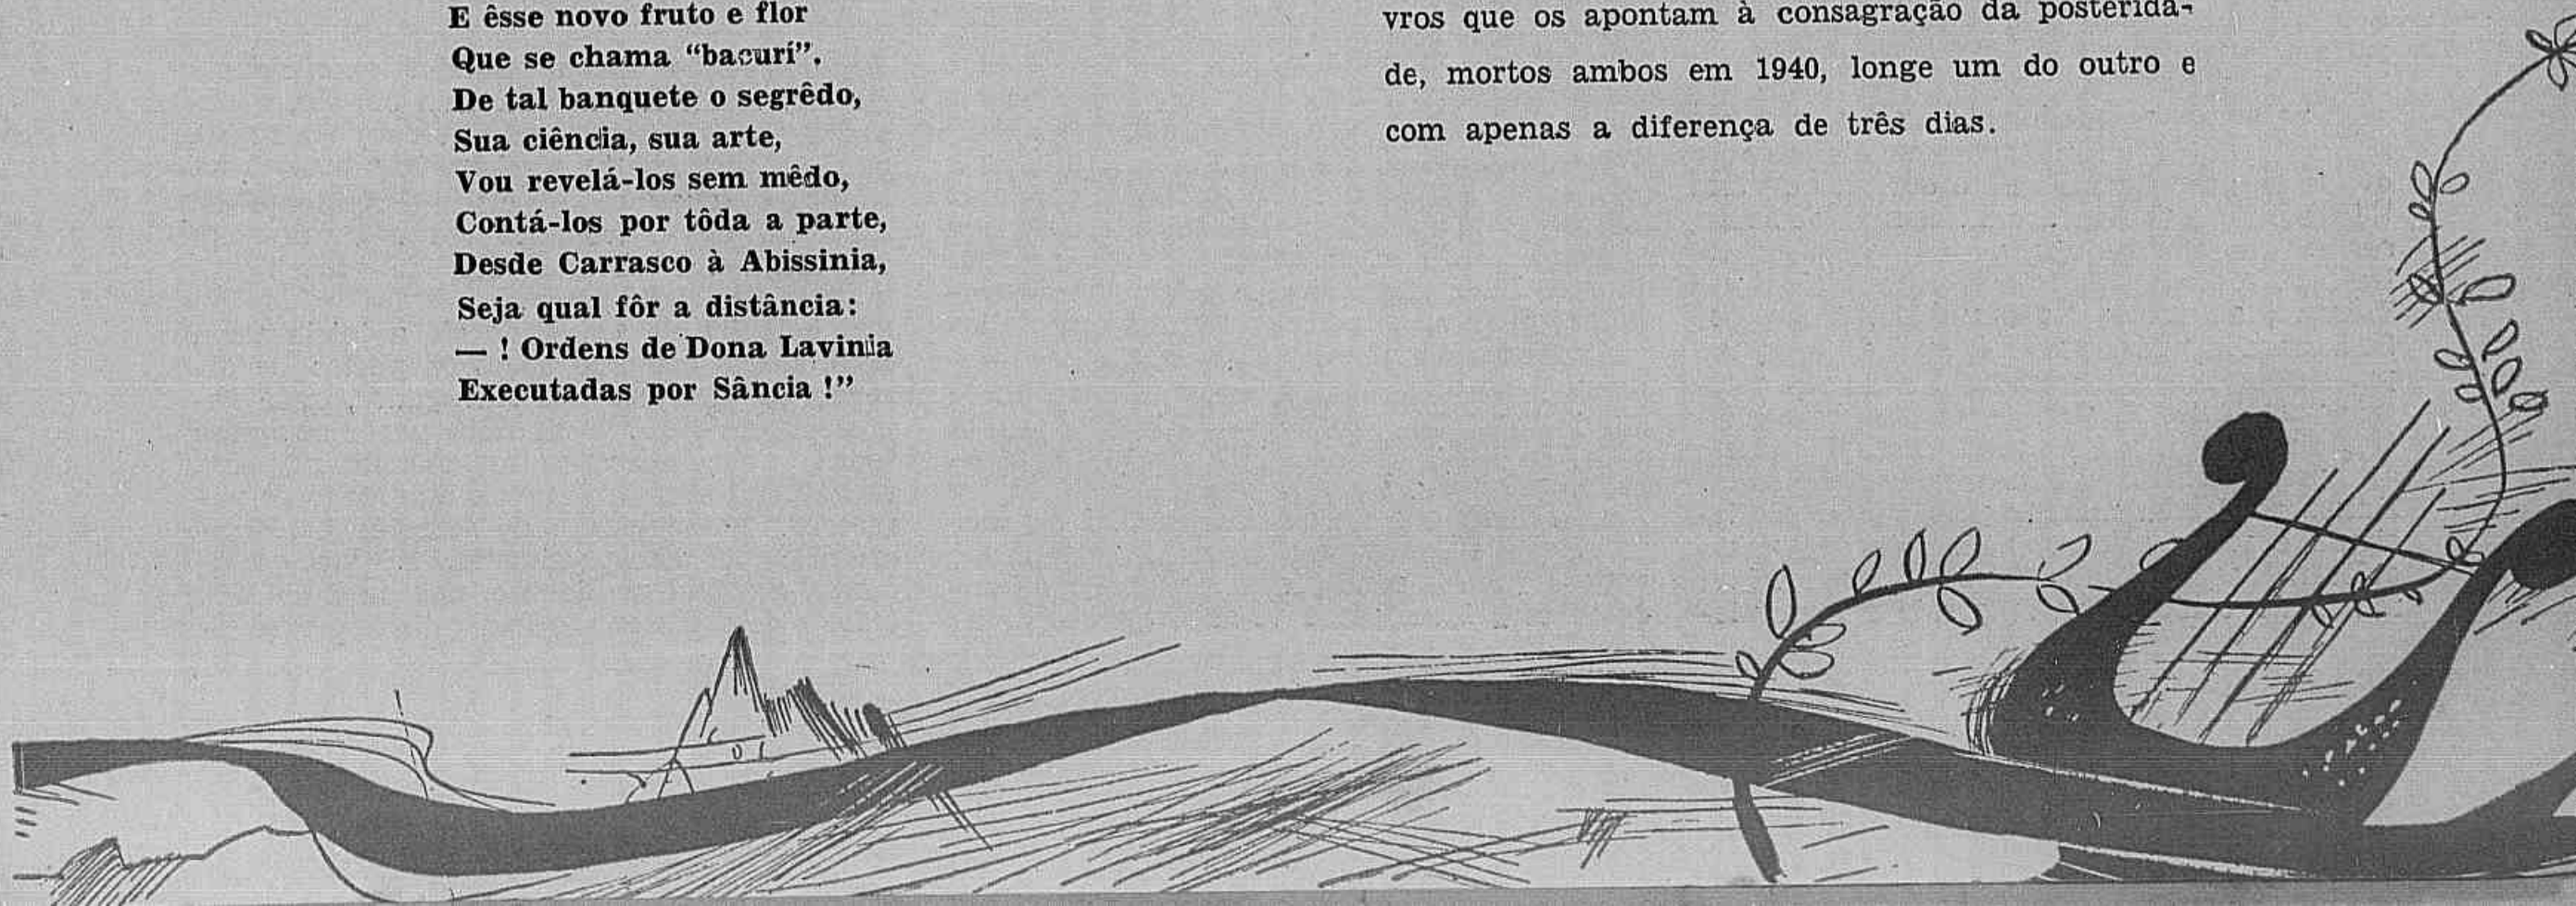 E êsse novo fruto e flor
Que se chama “bacurí”.
De tal banquete o segrêdo,
Sua ciência, sua arte,
Vou revelá-los sem mêdo,
Contá-los por tôda a parte,
Desde Carrasco à Abissinia,
Seja qual fôr a distância:
— ! Ordens de Dona Lavinia
Executadas por Sância !”
vros que os apontam à consagração da posterida-
de, mortos ambos em 1940, longe um do outro e
com apenas a diferença de três dias.